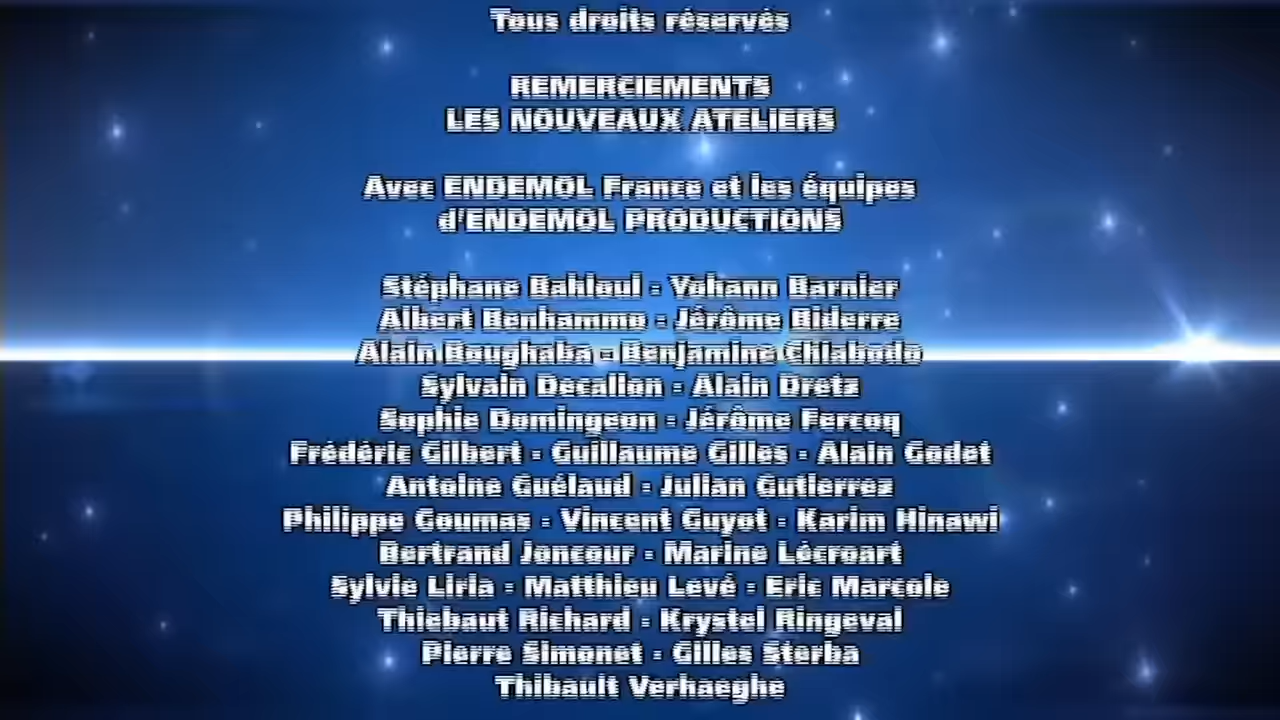 Tous droits réservés
REMERCIEMENTS
LES NOUVEAUX ATELIERS
Avec ENDEMOL France et les équipes
d'ENDEMOL PRODUCTIONS
Stéphane Bahloul - Yohann Barnier
Albert Benhammo - Jérôme Biderre
Alain Boughaba - Benjamine Chiabodo
Sylvain Decallon - Alain Dretz
Sophie Domingeon - Jérôme Fercoq
Frédéric Gilbert - Guillaume Gilles - Alain Godet
Antoine Guélaud - Julian Gutierrez
Philippe Goumas - Vincent Guyot - Karim Hinawi
Bertrand Joncour - Marine Lécroart
Sylvie Liria - Matthieu Levé - Eric Marcole
Thiebaut Richard - Krystel Ringeval
Pierre Simonet - Gilles Sterba
Thibault Verhaeghe